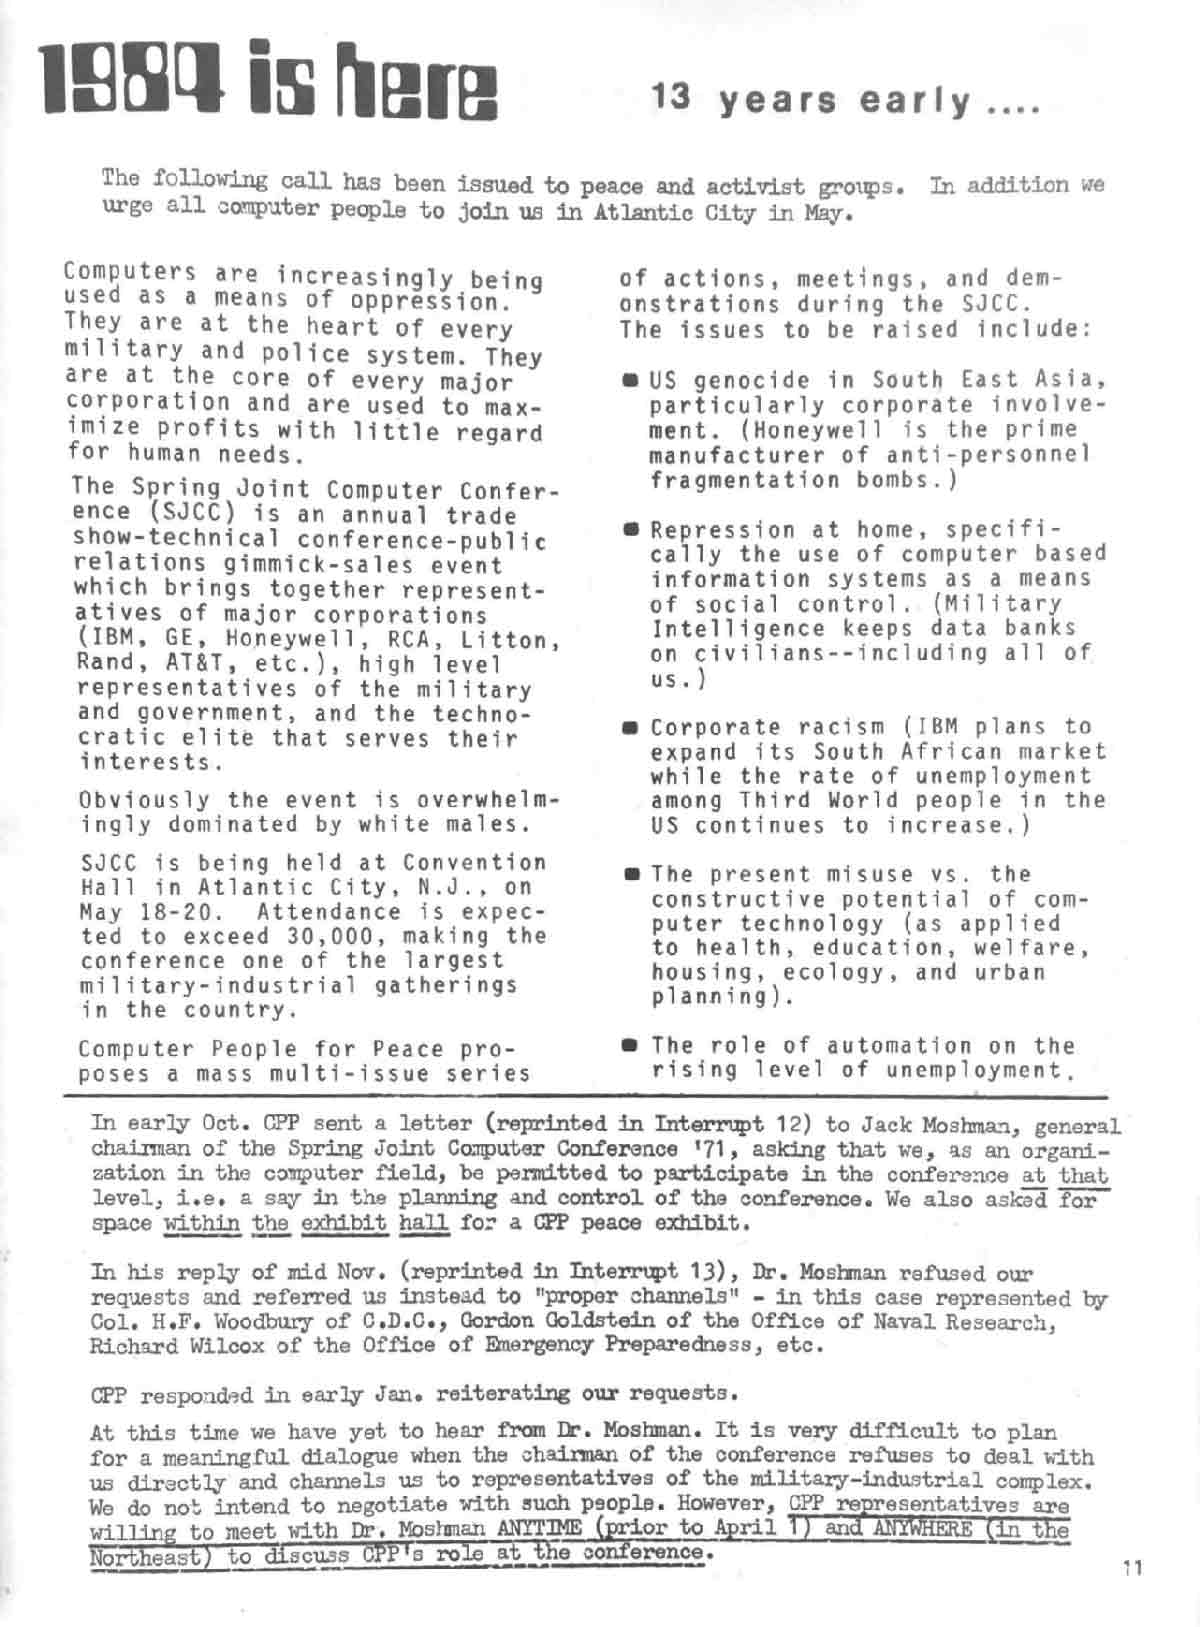 1984 is here
13 years early ....
The following call has been issued to peace and activist groups. In addition we
urge all computer people to join us in Atlantic City in May.
Computers are increasingly being
used as a means of oppression.
They are at the heart of every
military and police system. They
are at the core of every major
corporation and are used to max-
imize profits with little regard
for human needs.
The Spring Joint Computer Confer-
ence (SJCC) is an annual trade
show-technical conference-public
relations gimmick-sales event
which brings together represent-
atives of major corporations
(IBM, GE, Honeywell, RCA, Litton,
Rand, AT&T, etc.), high level
representatives of the military
and government, and the techno-
cratic elite that serves their
interests.
Obviously the event is overwhelm-
ingly dominated by white males.
SJCC is being held at Convention
Hall in Atlantic City, N.J., on
May 18-20. Attendance is expec-
ted to exceed 30,000, making the
conference one of the largest
military-industrial gatherings
in the country.
Computer People for Peace pro-
poses a mass multi-issue series
of actions, meetings, and dem-
onstrations during the SJCC.
The issues to be raised include:
■ US genocide in South East Asia,
particularly corporate involve-
ment. (Honeywell is the prime
manufacturer of anti-personnel
fragmentation bombs.)
■ Repression at home, specifi-
cally the use of computer based
information systems as a means
of social control. (Military
Intelligence keeps data banks
on civilians--including all of
us.)
■ Corporate racism (IBM plans to
expand its South African market
while the rate of unemployment
among Third World people in the
US continues to increase.)
■ The present misuse vs. the
constructive potential of com-
puter technology (as applied
to health, education, welfare,
housing, ecology, and urban
planning).
■ The role of automation on the
rising level of unemployment.
In early Oct. CPP sent a letter (reprinted in Interrupt 12) to Jack Moshman, general
chairman of the Spring Joint Computer Conference '71, asking that we, as an organi-
zation in the computer field, be permitted to participate in the conference at that
level, i.e. a say in the planning and control of the conference. We also asked for
space within the exhibit hall for a CPP peace exhibit.
In his reply of mid Nov. (reprinted in Interrupt 13), Dr. Moshman refused our
requests and referred us instead to "proper channels" - in this case represented by
Col. H.F. Woodbury of C.D.C., Gordon Goldstein of the Office of Naval Research,
Richard Wilcox of the Office of Emergency Preparedness, etc.
CPP responded in early Jan. reiterating our requests.
At this time we have yet to hear from Dr. Moshman. It is very difficult to plan
for a meaningful dialogue when the chairman of the conference refuses to deal with
us directly and channels us to representatives of the military-industrial complex.
We do not intend to negotiate with such people. However, CPP representatives are
willing to meet with Dr. Moshman ANYTIME (prior to April 1) and ANYWHERE (in the
Northeast) to discuss CPP's role at the conference.
11